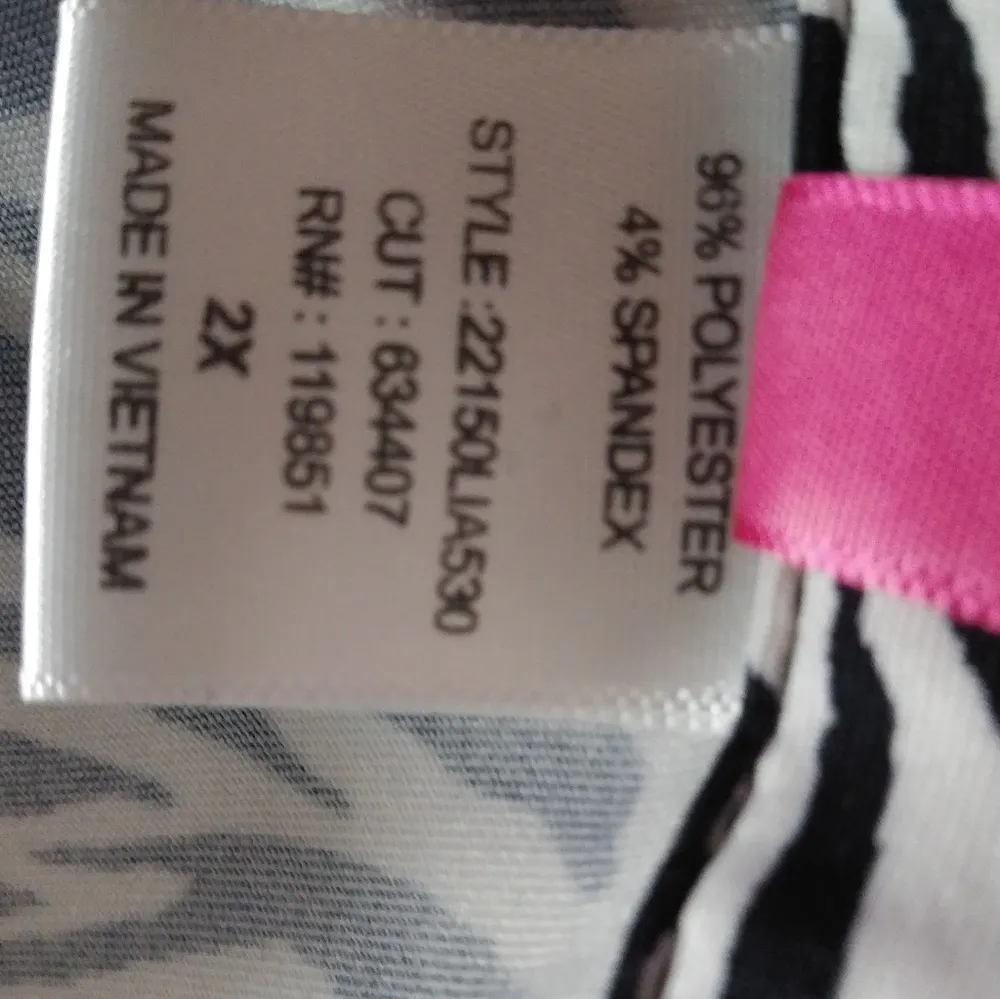 96% POLYESTER
4% SPANDEX
STYLE :22150LIA530
CUT : 634407
RN# : 119851
2X
MADE IN VIETNAM